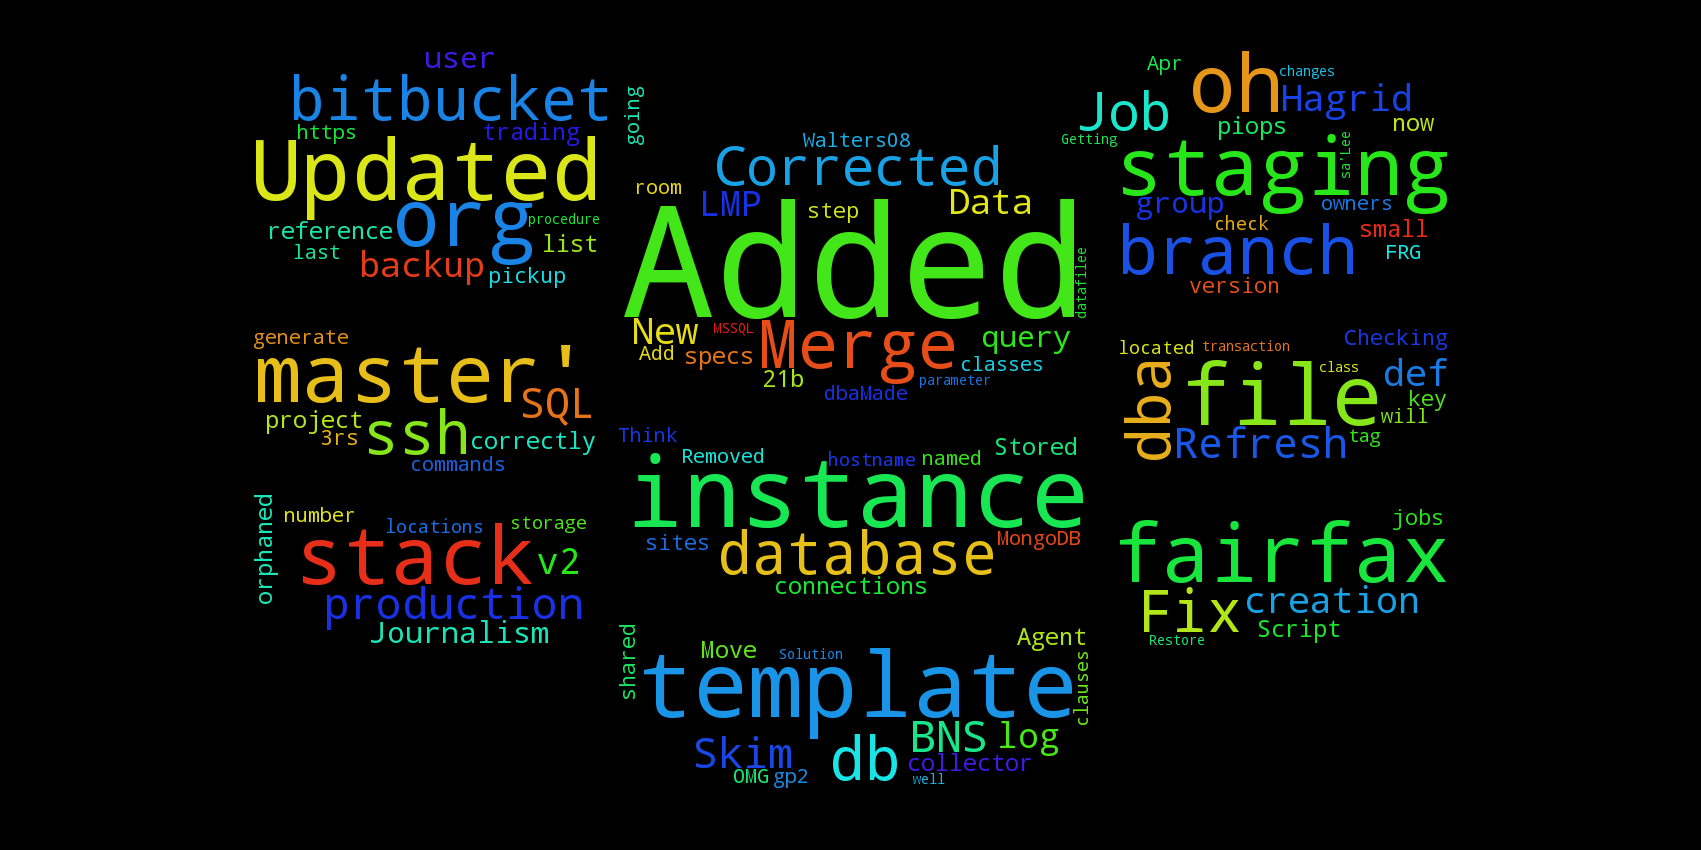 user
bitbucket
https
trading
Updated
org
procedure
reference
list
last
backup
pickup
going
Walters08
Corrected
room
LMP
step
Data
Added
datafilee
New
MSSQL
Merge
query
Add
specs
classes
21b
parameter
dbaMade
Apr
oh
changes
Job
Hagrid
piops
now
Getting
sa'Lee
staging
group
owners
check
small
branch
FRG
version
generate
master'
SQL
project
3rs
ssh
correctly
commands
Think
Removed
hostname
named
Stored
instance
sites
database
MongoDB
connections
Checking
located
transaction
dba
file
class
def
key
will
Refresh
tag
orphaned
number
locations
storage
stack
v2
production
Journalism
jobs
fairfax
Fix
creation
Script
Restore
shared
Move
Solution
Agent
template
clauses
Skim
db
BNS
log
collector
OMG
gp2
well